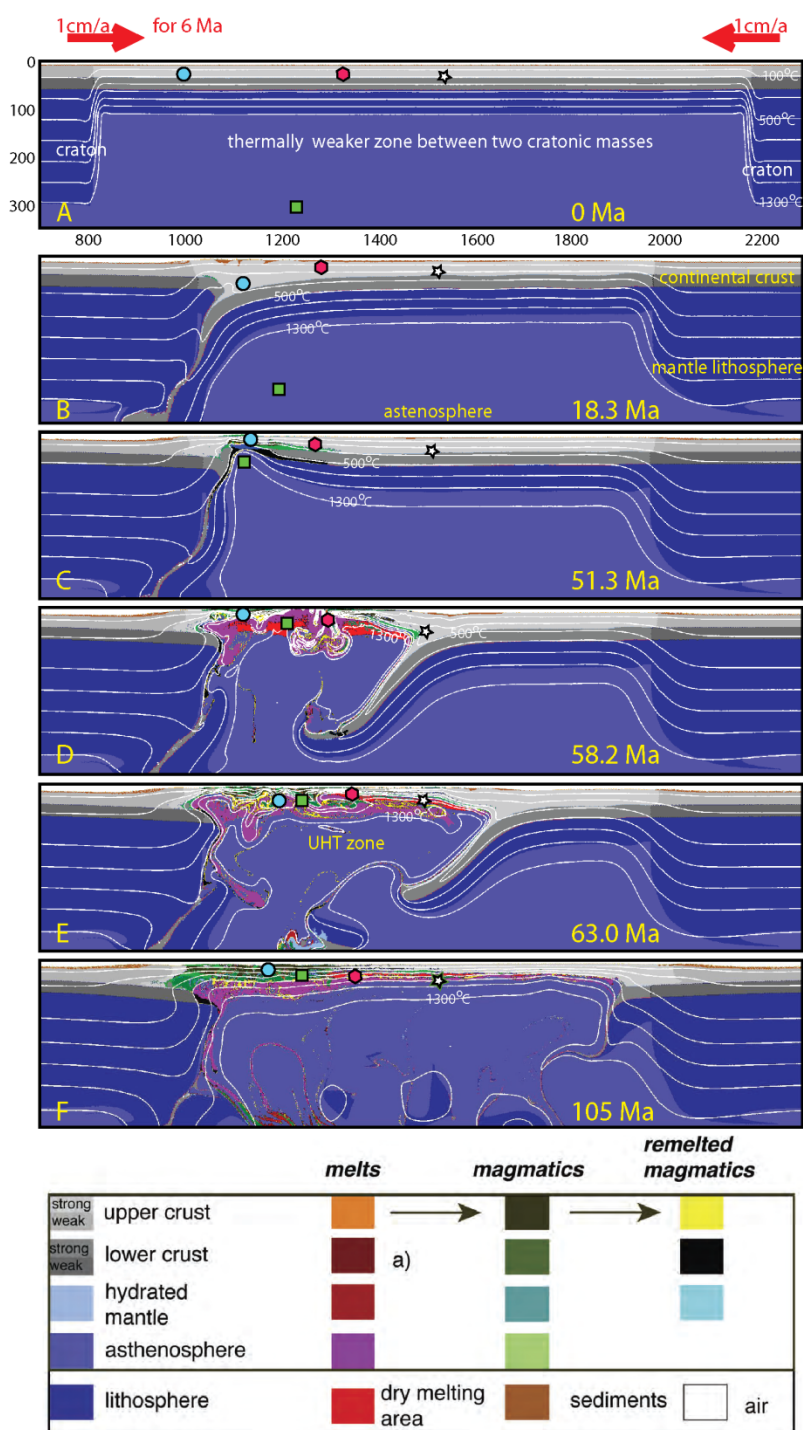 1cm/a for 6 Ma 1cm/a
0
100
200
300
100°C
500°C
1300°C
craton
thermally weaker zone between two cratonic masses
craton
A
0 Ma
800 1000 1200 1400 1600 1800 2000 2200
500°C
1300°C
continental crust
mantle lithosphere
astenosphere
B
18.3 Ma
500°C
1300°C
C
51.3 Ma
1300°C
500°C
D
58.2 Ma
1300°C
UHT zone
E
63.0 Ma
1300°C
F
105 Ma
melts magmatics remelted magmatics
strong weak upper crust
strong weak lower crust a)
hydrated mantle
asthenosphere
lithosphere dry melting area sediments air